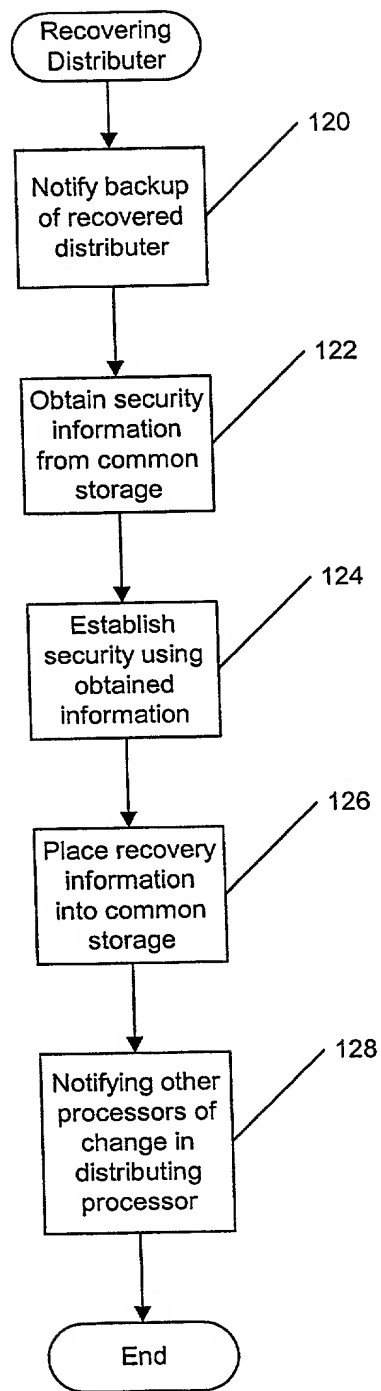 Recovering
Distributer
120
Notify backup
of recovered
distributer
122
Obtain security
information
from common
storage
124
Establish
security using
obtained
information
126
Place recovery
information
into common
storage
128
Notifying other
processors of
change in
distributing
processor
End